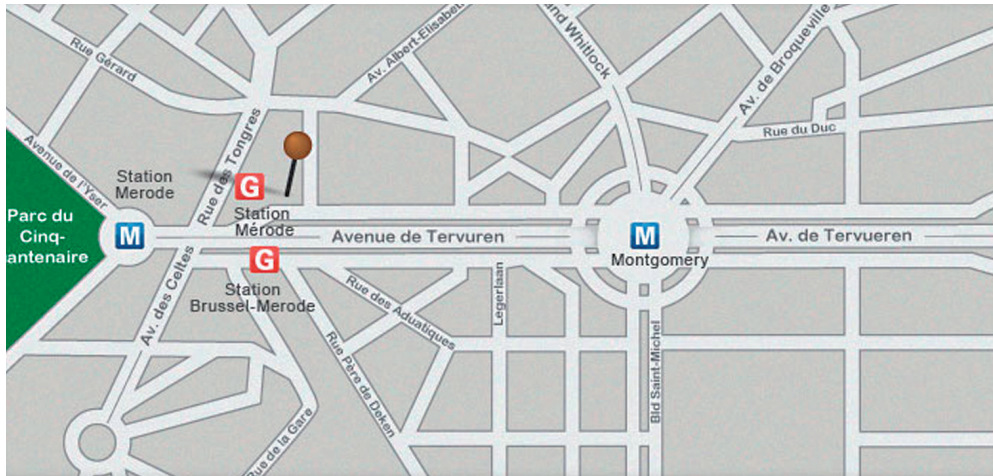 Rue Gérard
Av. Albert-Elisabeth
nd Whitlock
Av. de Broqueville
Rue du Duc
Avenue de l'Yser
Rue des Tongres
Station
Merode
G
Station
Mérode
Parc du
Cinq-
antenaire
M
Avenue de Tervuren
M
Montgomery
Av. de Tervueren
G
Station
Brussel-Merode
Av. des Celtes
Rue des Aduatiques
Legerlaan
Rue Père de Deken
Bld Saint-Michel
Rue de la Gare